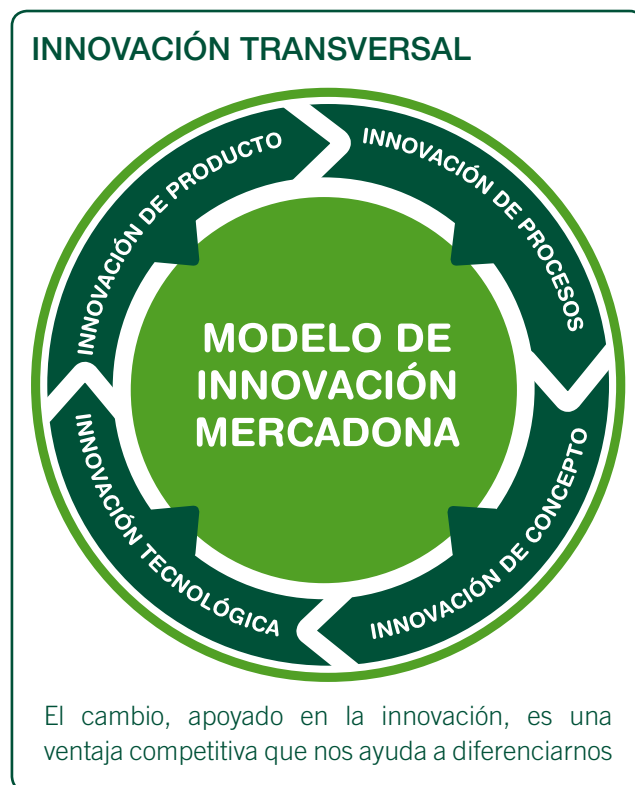 INNOVACIÓN TRANSVERSAL
INNOVACIÓN DE PRODUCTO
INNOVACIÓN DE PROCESOS
MODELO DE
INNOVACIÓN
MERCADONA
INNOVACIÓN TECNOLÓGICA
INNOVACIÓN DE CONCEPTO
El cambio, apoyado en la innovación, es una
ventaja competitiva que nos ayuda a diferenciarnos